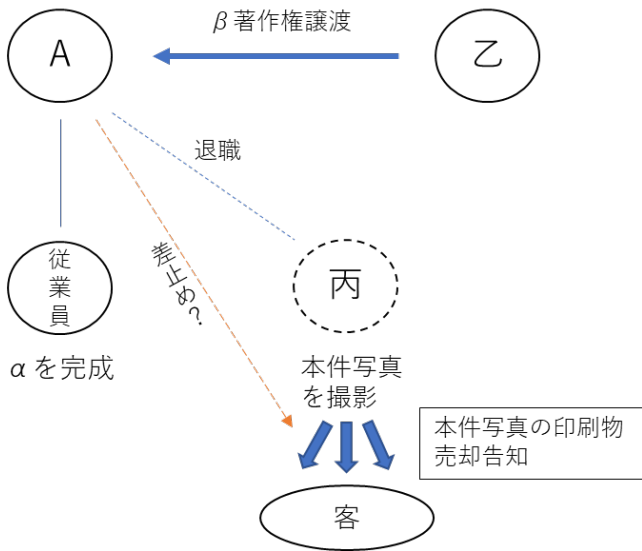 β著作権譲渡
A
乙
退職
従業員
差止め？
丙
αを完成
本件写真
を撮影
本件写真の印刷物
売却告知
客